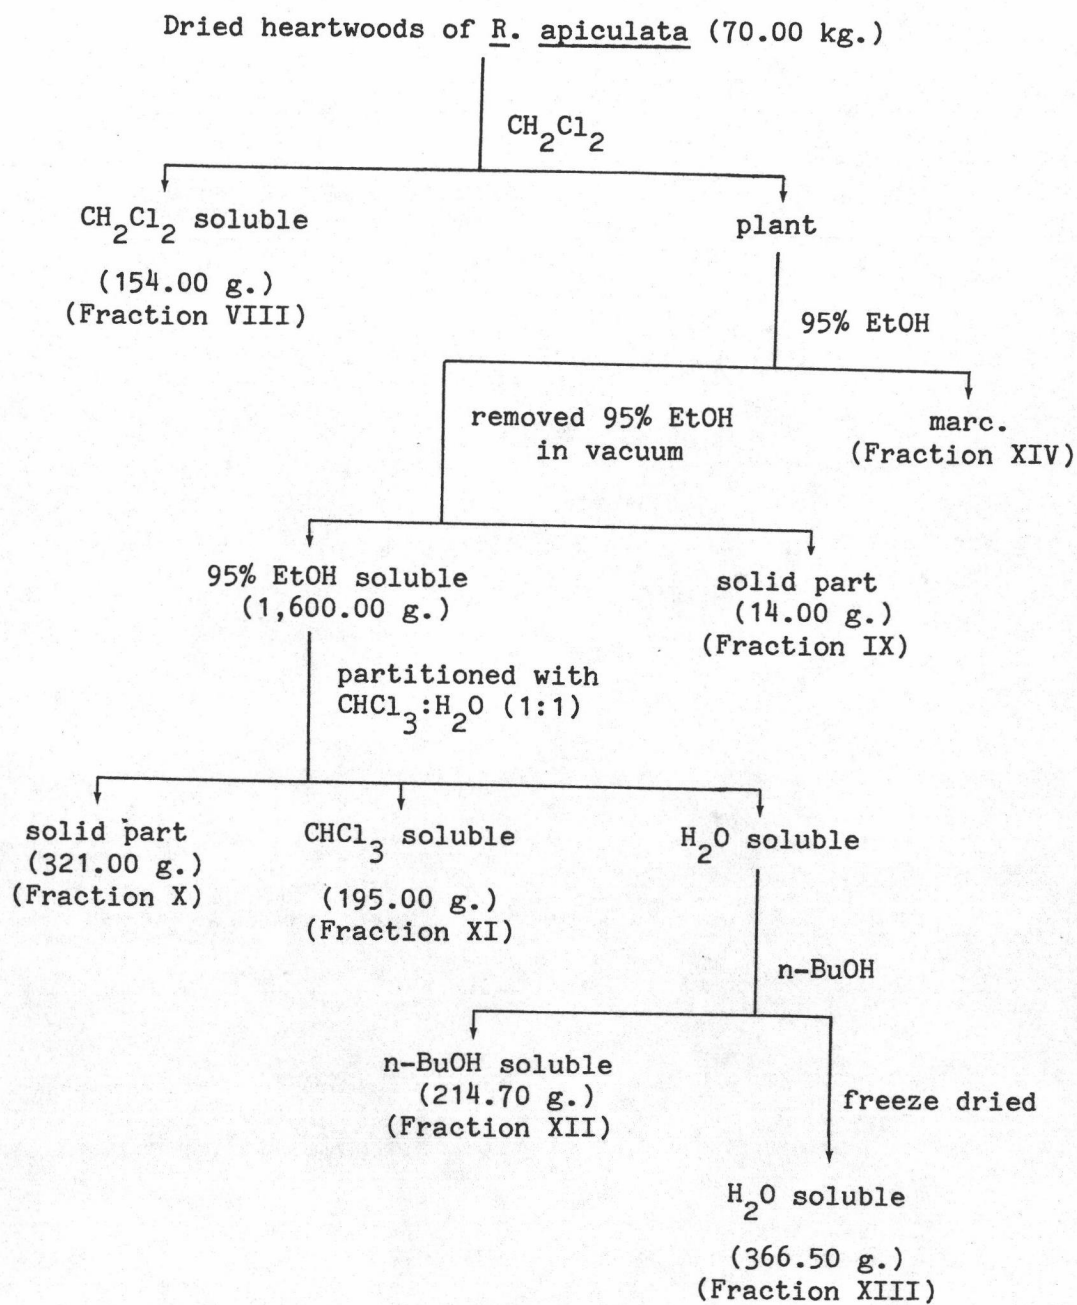 Dried heartwoods of R. apiculata (70.00 kg.)
CH2Cl2
CH2Cl2 soluble
(154.00 g.)
(Fraction VIII)
plant
95% EtOH
removed 95% EtOH
in vacuum
marc.
(Fraction XIV)
95% EtOH soluble
(1,600.00 g.)
solid part
(14.00 g.)
(Fraction IX)
partitioned with
CHCl3:H2O (1:1)
solid part
(321.00 g.)
(Fraction X)
CHCl3 soluble
(195.00 g.)
(Fraction XI)
H2O soluble
n-BuOH
n-BuOH soluble
(214.70 g.)
(Fraction XII)
freeze dried
H2O soluble
(366.50 g.)
(Fraction XIII)